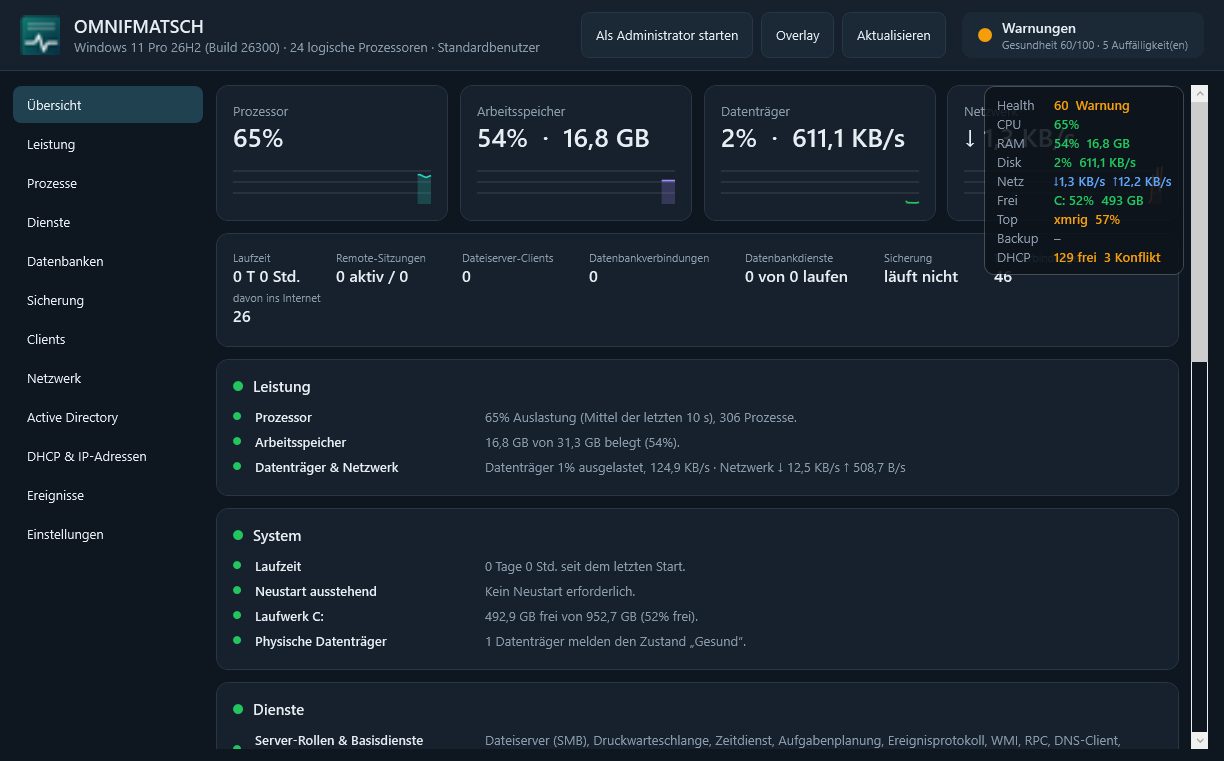 OMNIFMATSCH
Windows 11 Pro 26H2 (Build 26300) · 24 logische Prozessoren · Standardbenutzer
Als Administrator starten
Overlay
Aktualisieren
Warnungen
Gesundheit 60/100 · 5 Auffälligkeit(en)
Übersicht
Leistung
Prozesse
Dienste
Datenbanken
Sicherung
Clients
Netzwerk
Active Directory
DHCP & IP-Adressen
Ereignisse
Einstellungen
Prozessor
65%
Arbeitsspeicher
54% · 16,8 GB
Datenträger
2% · 611,1 KB/s
Health 60 Warnung
CPU 65%
RAM 54% 16,8 GB
Disk 2% 611,1 KB/s
Netz ↓1,3 KB/s ↑12,2 KB/s
Frei C: 52% 493 GB
Top xmrig 57%
Backup –
DHCP 129 frei 3 Konflikt
Laufzeit
0 T 0 Std.
Remote-Sitzungen
0 aktiv / 0
Dateiserver-Clients
0
Datenbankverbindungen
0
Datenbankdienste
0 von 0 laufen
Sicherung
läuft nicht
46
davon ins Internet
26
Leistung
Prozessor 65% Auslastung (Mittel der letzten 10 s), 306 Prozesse.
Arbeitsspeicher 16,8 GB von 31,3 GB belegt (54%).
Datenträger & Netzwerk Datenträger 1% ausgelastet, 124,9 KB/s · Netzwerk ↓ 12,5 KB/s ↑ 508,7 B/s
System
Laufzeit 0 Tage 0 Std. seit dem letzten Start.
Neustart ausstehend Kein Neustart erforderlich.
Laufwerk C: 492,9 GB frei von 952,7 GB (52% frei).
Physische Datenträger 1 Datenträger melden den Zustand „Gesund“.
Dienste
Server-Rollen & Basisdienste Dateiserver (SMB), Druckwarteschlange, Zeitdienst, Aufgabenplanung, Ereignisprotokoll, WMI, RPC, DNS-Client,